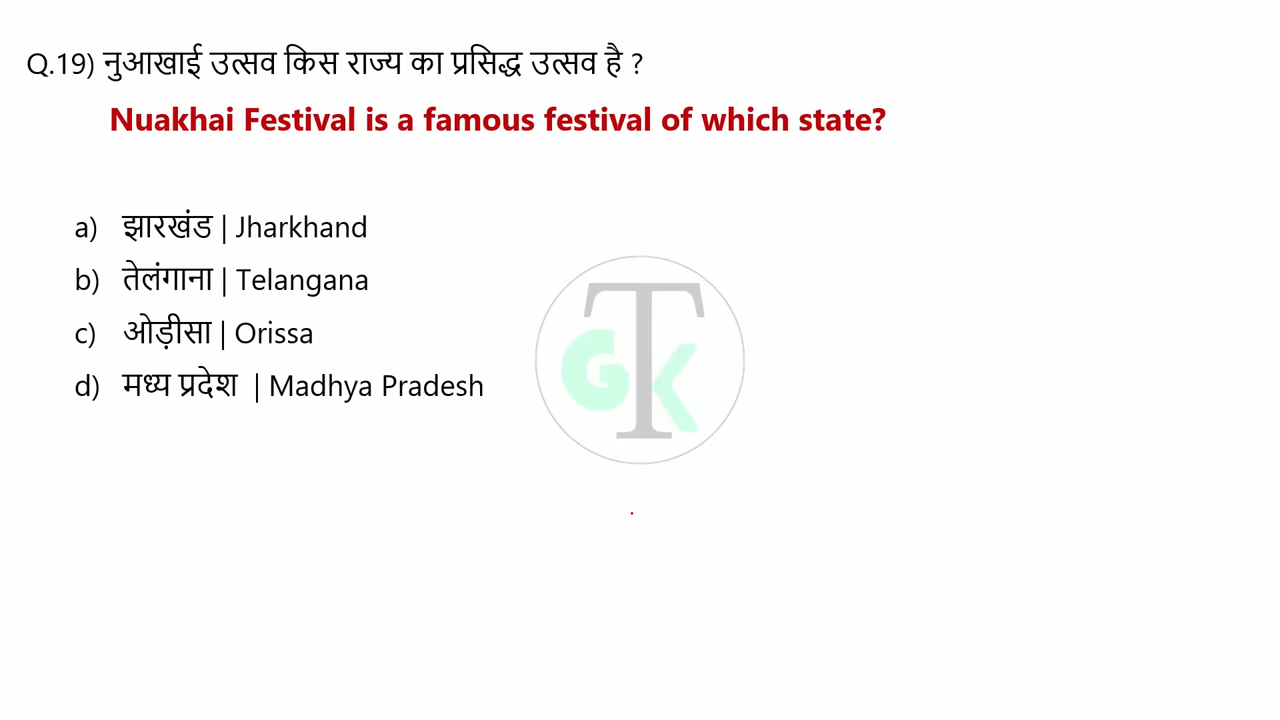 Q.19) नुआखाई उत्सव किस राज्य का प्रसिद्ध उत्सव है ?
Nuakhai Festival is a famous festival of which state?
a) झारखंड | Jharkhand
b) तेलंगाना | Telangana
c) ओड़ीसा | Orissa
d) मध्य प्रदेश | Madhya Pradesh
GTK